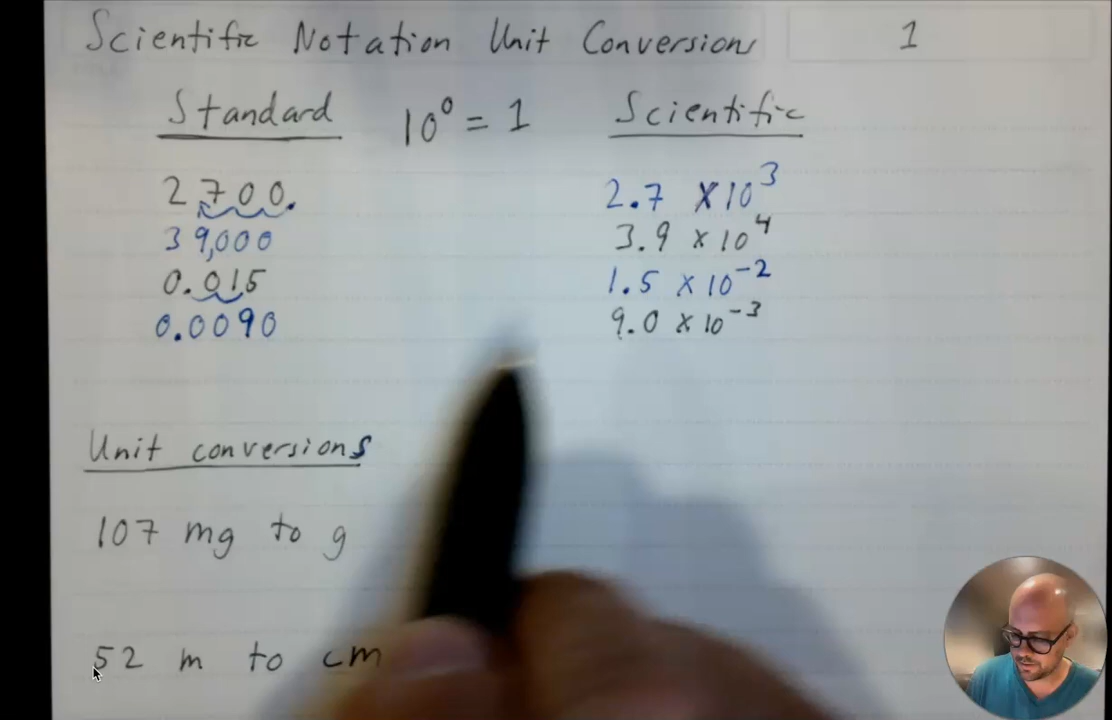 Scientific Notation Unit Conversion 1
Standard 10⁰ = 1 Scientific
2700. 2.7 x 10³
39,000 3.9 x 10⁴
0.015 1.5 x 10⁻²
0.0090 9.0 x 10⁻³
Unit conversions
107 mg to g
52 m to cm